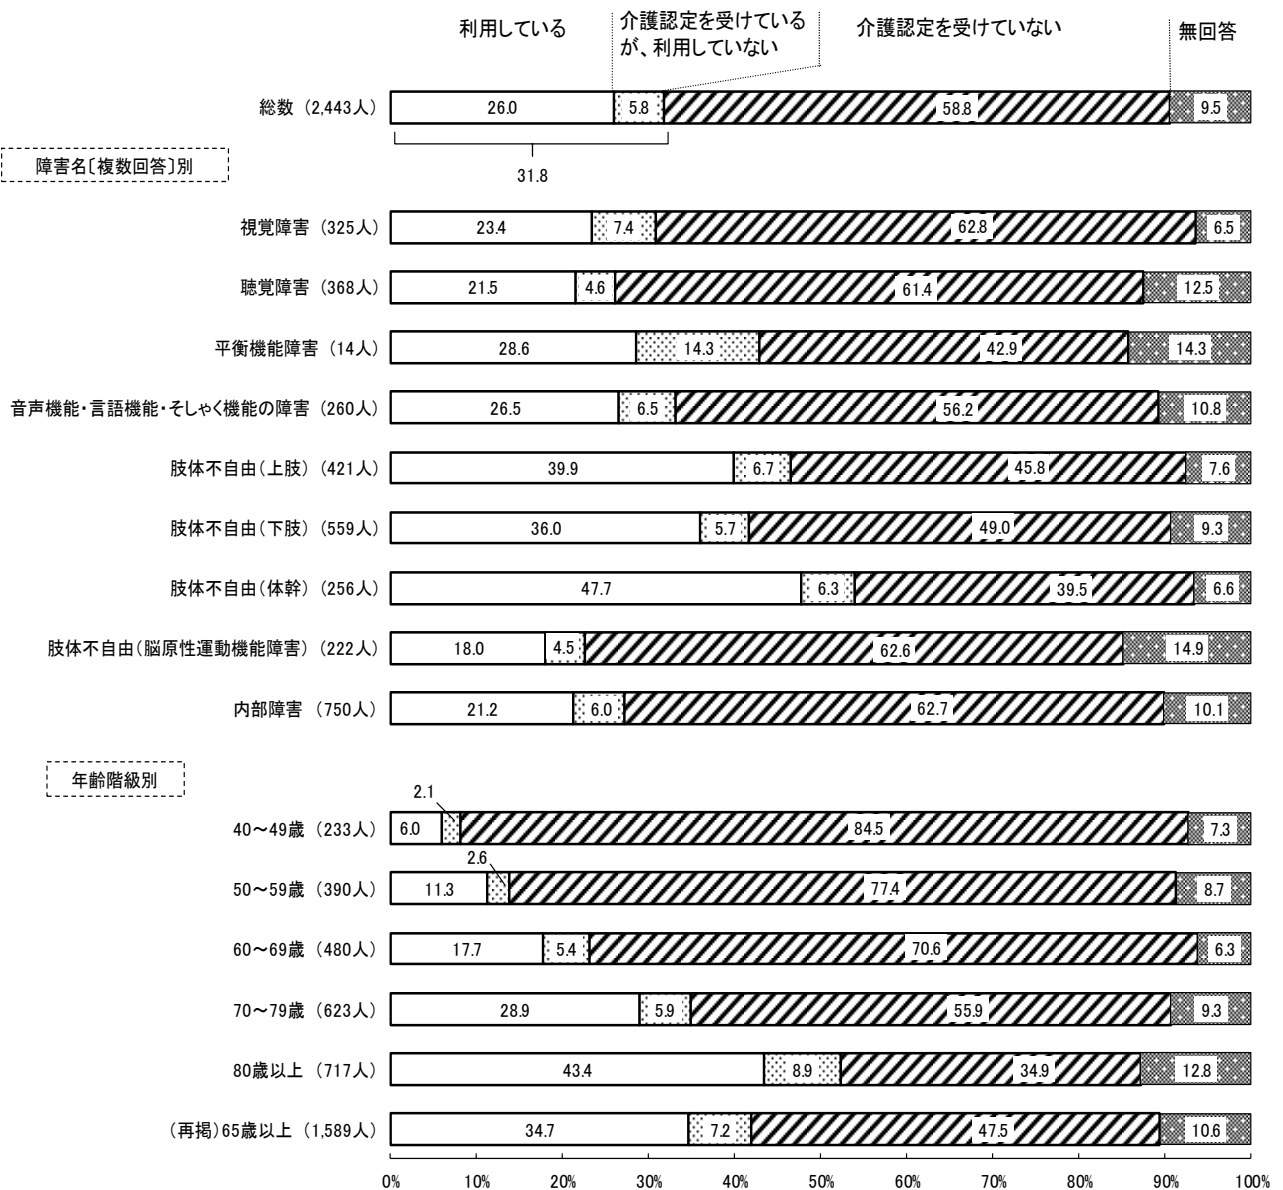 利用している
介護認定を受けている
が、利用していない
介護認定を受けていない
無回答
総数 (2,443人) 26.0 5.8 58.8 9.5
31.8
障害名〔複数回答〕別
視覚障害 (325人) 23.4 7.4 62.8 6.5
聴覚障害 (368人) 21.5 4.6 61.4 12.5
平衡機能障害 (14人) 28.6 14.3 42.9 14.3
音声機能・言語機能・そしゃく機能の障害 (260人) 26.5 6.5 56.2 10.8
肢体不自由(上肢) (421人) 39.9 6.7 45.8 7.6
肢体不自由(下肢) (559人) 36.0 5.7 49.0 9.3
肢体不自由(体幹) (256人) 47.7 6.3 39.5 6.6
肢体不自由(脳原性運動機能障害) (222人) 18.0 4.5 62.6 14.9
内部障害 (750人) 21.2 6.0 62.7 10.1
年齢階級別
2.1
40～49歳 (233人) 6.0 84.5 7.3
2.6
50～59歳 (390人) 11.3 77.4 8.7
60～69歳 (480人) 17.7 5.4 70.6 6.3
70～79歳 (623人) 28.9 5.9 55.9 9.3
80歳以上 (717人) 43.4 8.9 34.9 12.8
(再掲)65歳以上 (1,589人) 34.7 7.2 47.5 10.6
0% 10% 20% 30% 40% 50% 60% 70% 80% 90% 100%